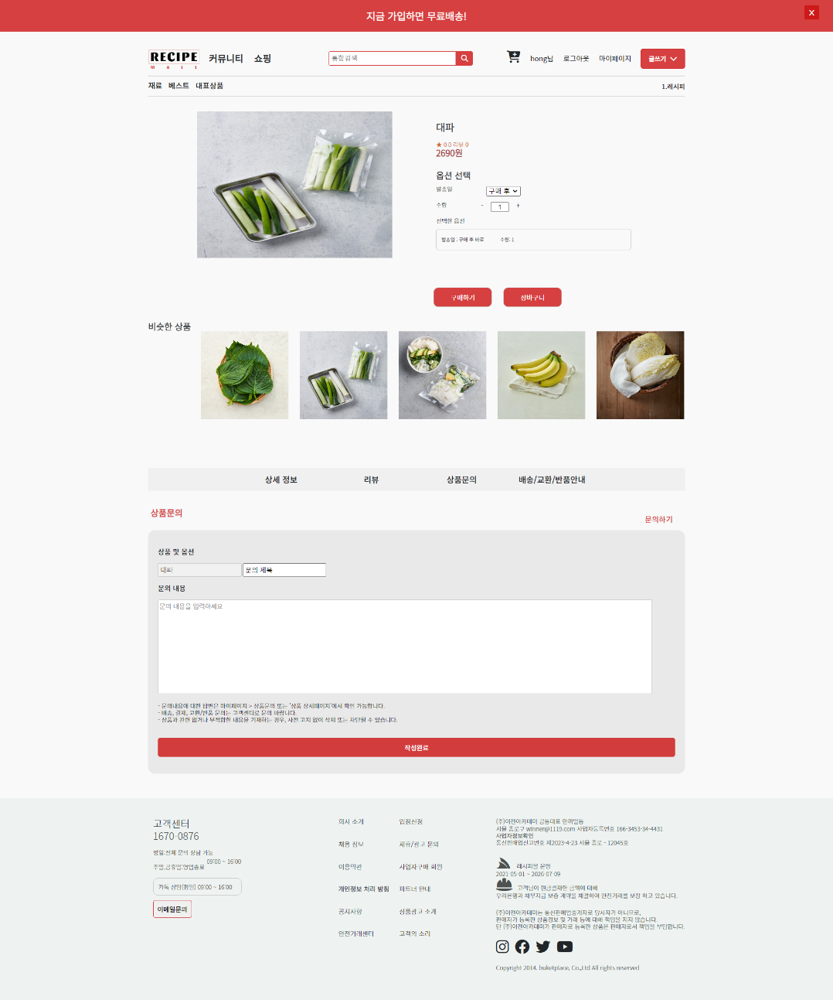 지금 가입하면 무료배송!
X
RECIPE
MALL
커뮤니티 쇼핑
통합검색
hong님 로그아웃 마이페이지 글쓰기
재료 베스트 대표상품
1.레시피
대파
★ 0.0 리뷰 0
2690원
옵션 선택
발송일 구매 후
수량 - 1 +
선택한 옵션
발송일 : 구매 후 바로 수량: 1
구매하기 장바구니
비슷한 상품
상세 정보 리뷰 상품문의 배송/교환/반품안내
상품문의
문의하기
상품 및 옵션
대파 문의 제목
문의 내용
문의 내용을 입력하세요
- 문의내용에 대한 답변은 마이페이지 > 상품문의 또는 '상품 상세페이지'에서 확인 가능합니다.
- 배송, 결제, 교환/반품 문의는 고객센터로 문의 바랍니다.
- 상품과 관련 없거나 부적합한 내용을 기재하는 경우, 사전 고지 없이 삭제 또는 차단될 수 있습니다.
작성완료
고객센터
1670-0876
평일:전체 문의 상담 가능
09:00 ~ 16:00
주말,공휴일:영업종료
카톡 상담(평일) 09:00 ~ 16:00
이메일문의
회사 소개 입점신청
채용 정보 제휴/광고 문의
이용약관 사업자구매 회원
개인정보 처리 방침 파트너 안내
공지사항 상품광고 소개
안전거래센터 고객의 소리
(주)이젠아카데미 공동대표 한끼일동
서울 종로구 winner@1119.com 사업자등록번호 166-3453-34-4431
사업자정보확인
통신판매업신고번호 제2023-4-23 서울 종로 - 12045호
레시피몰 운영
2021-05-01 ~ 2026-07-09
고객님이 현금결제한 금액에 대해
우리은행과 채무지급 보증 계약을 체결하여 안전거래를 보장 하고 있습니다.
(주)이젠아카데미는 통신판매업중개자로 당사자가 아니므로,
판매자가 등록한 상품정보 및 거래 등에 대해 책임을 지지 않습니다.
단 (주)이젠아카데미가 판매자로 등록한 상품은 판매자로서 책임을 부담합니다.
Copyright 2014. buketplace, Co.,Ltd All rights reserved